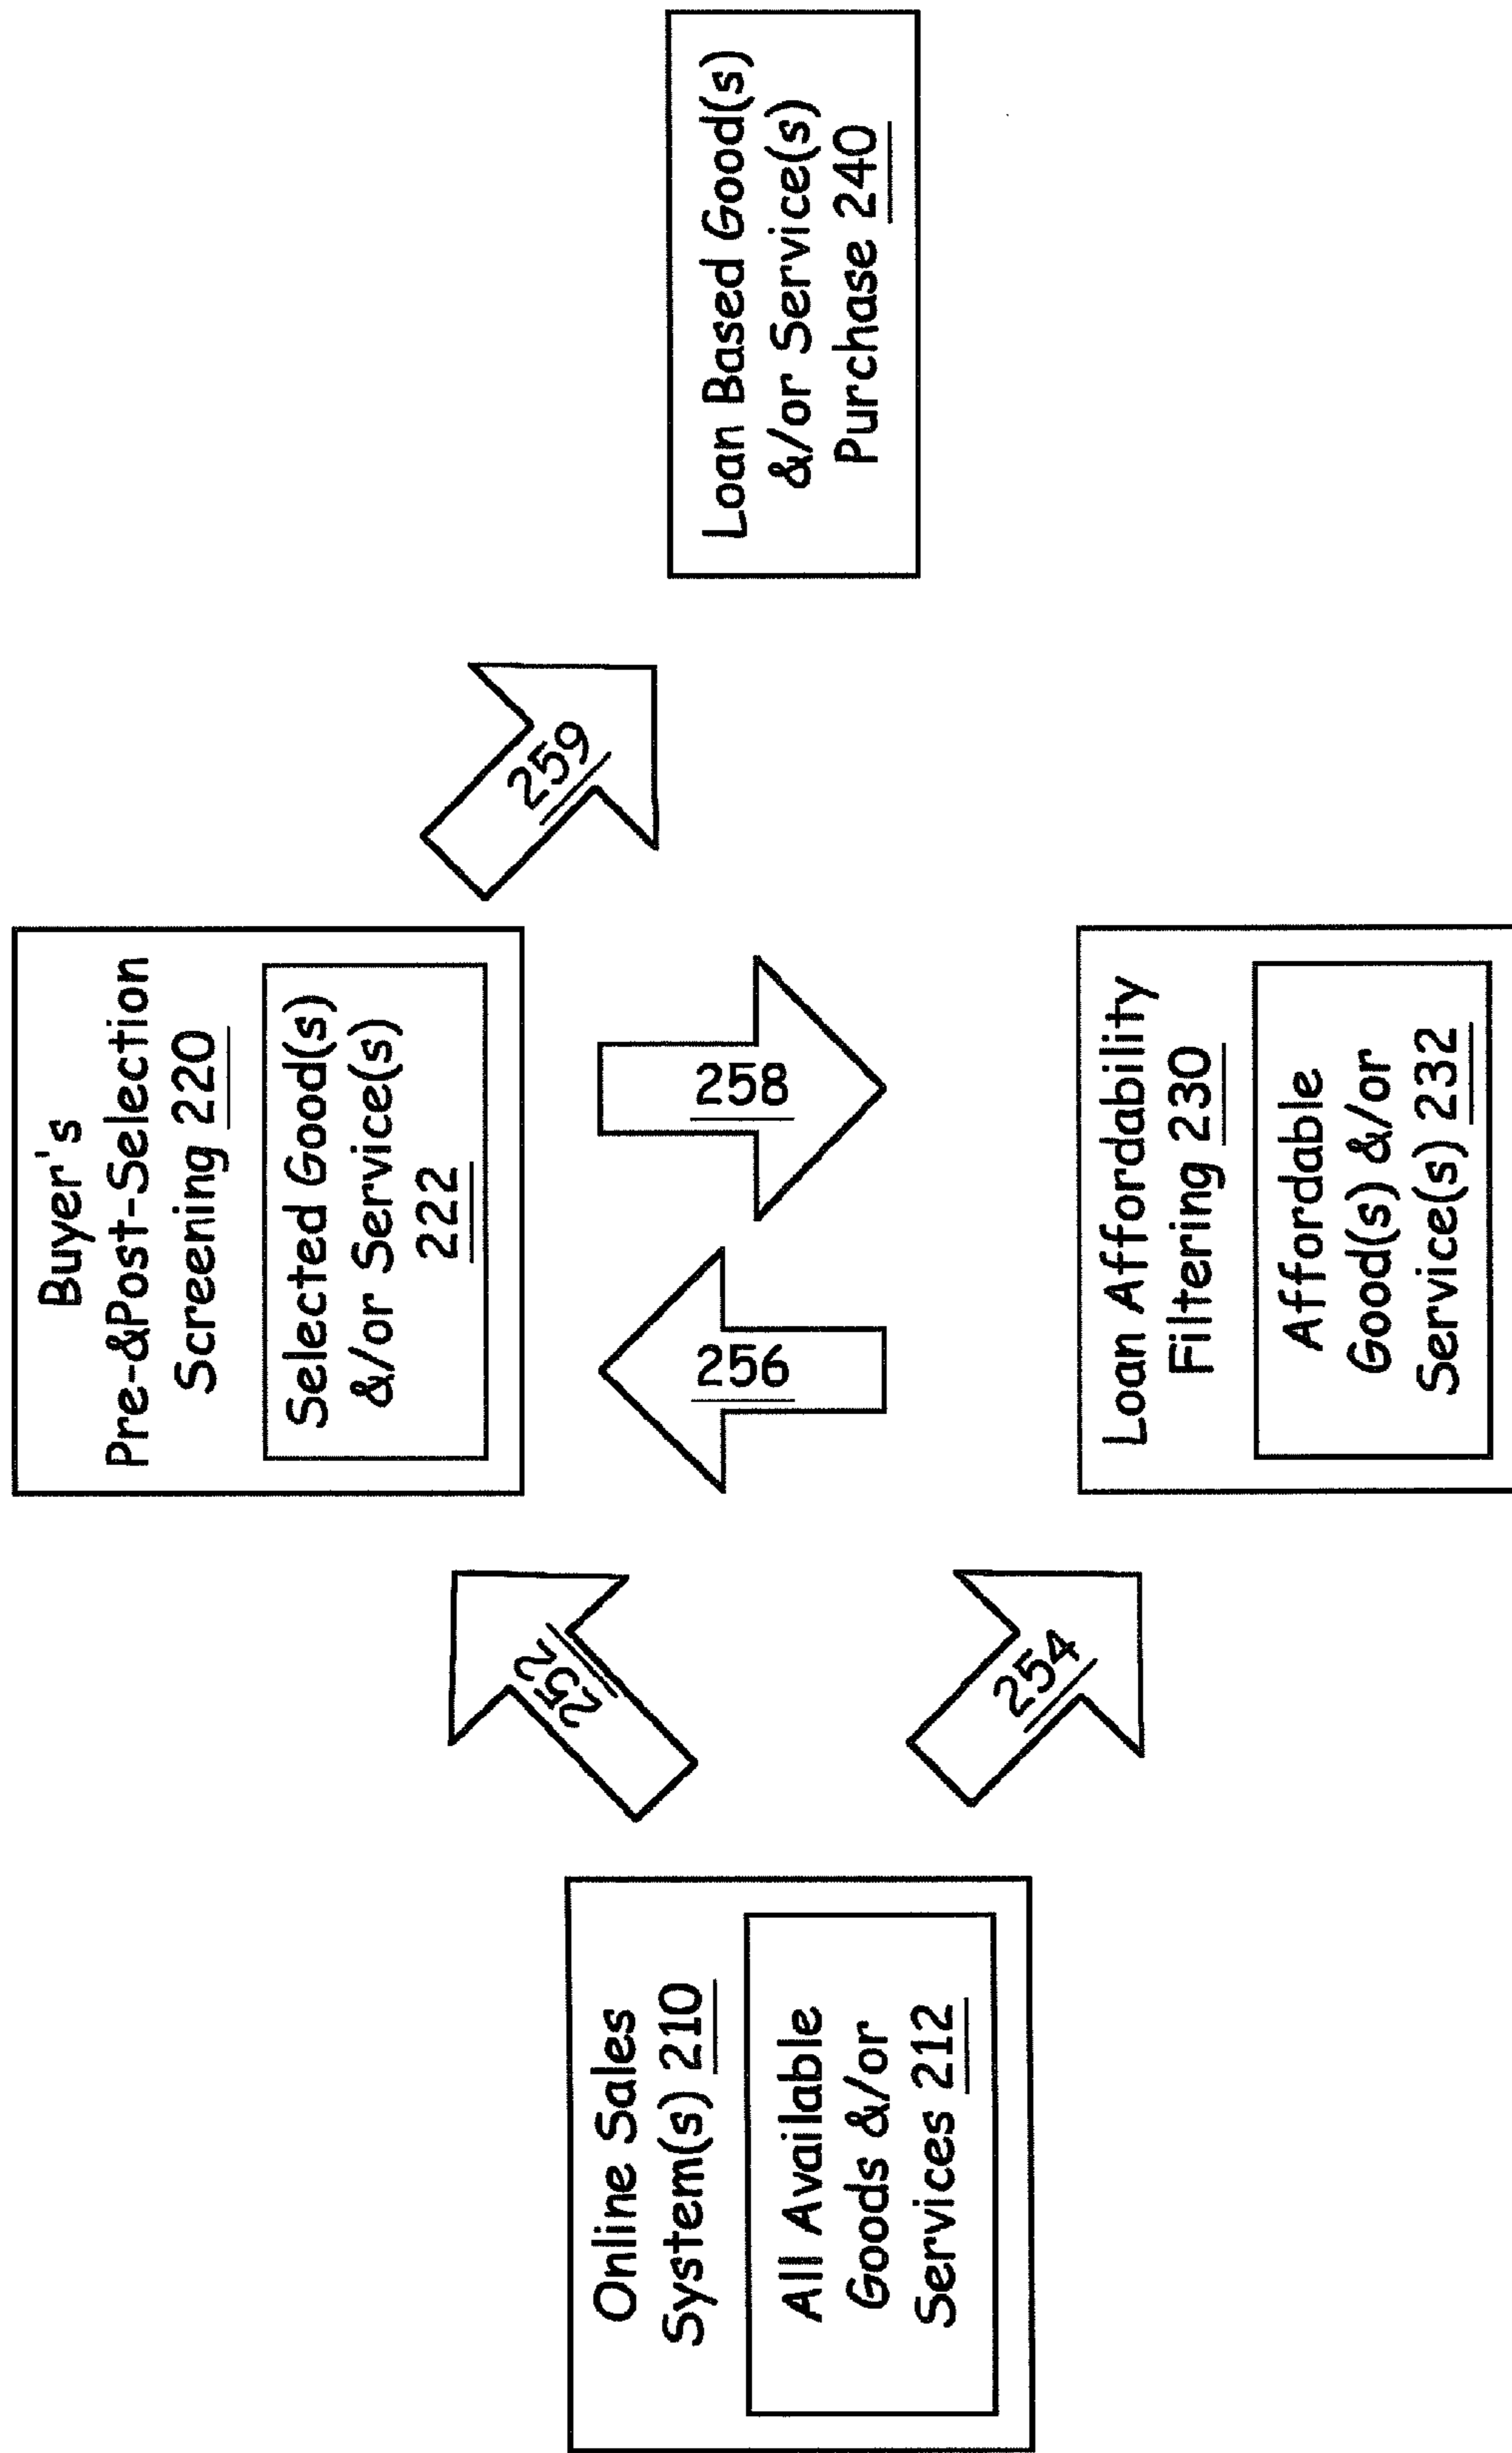 Online Sales
System(s) 210
All Available
Goods &/or
Services 212
252
254
Buyer's
Pre-&Post-Selection
Screening 220
Selected Good(s)
&/or Service(s)
222
256
258
Loan Affordability
Filtering 230
Affordable
Good(s) &/or
Service(s) 232
259
Loan Based Good(s)
&/or Service(s)
Purchase 240